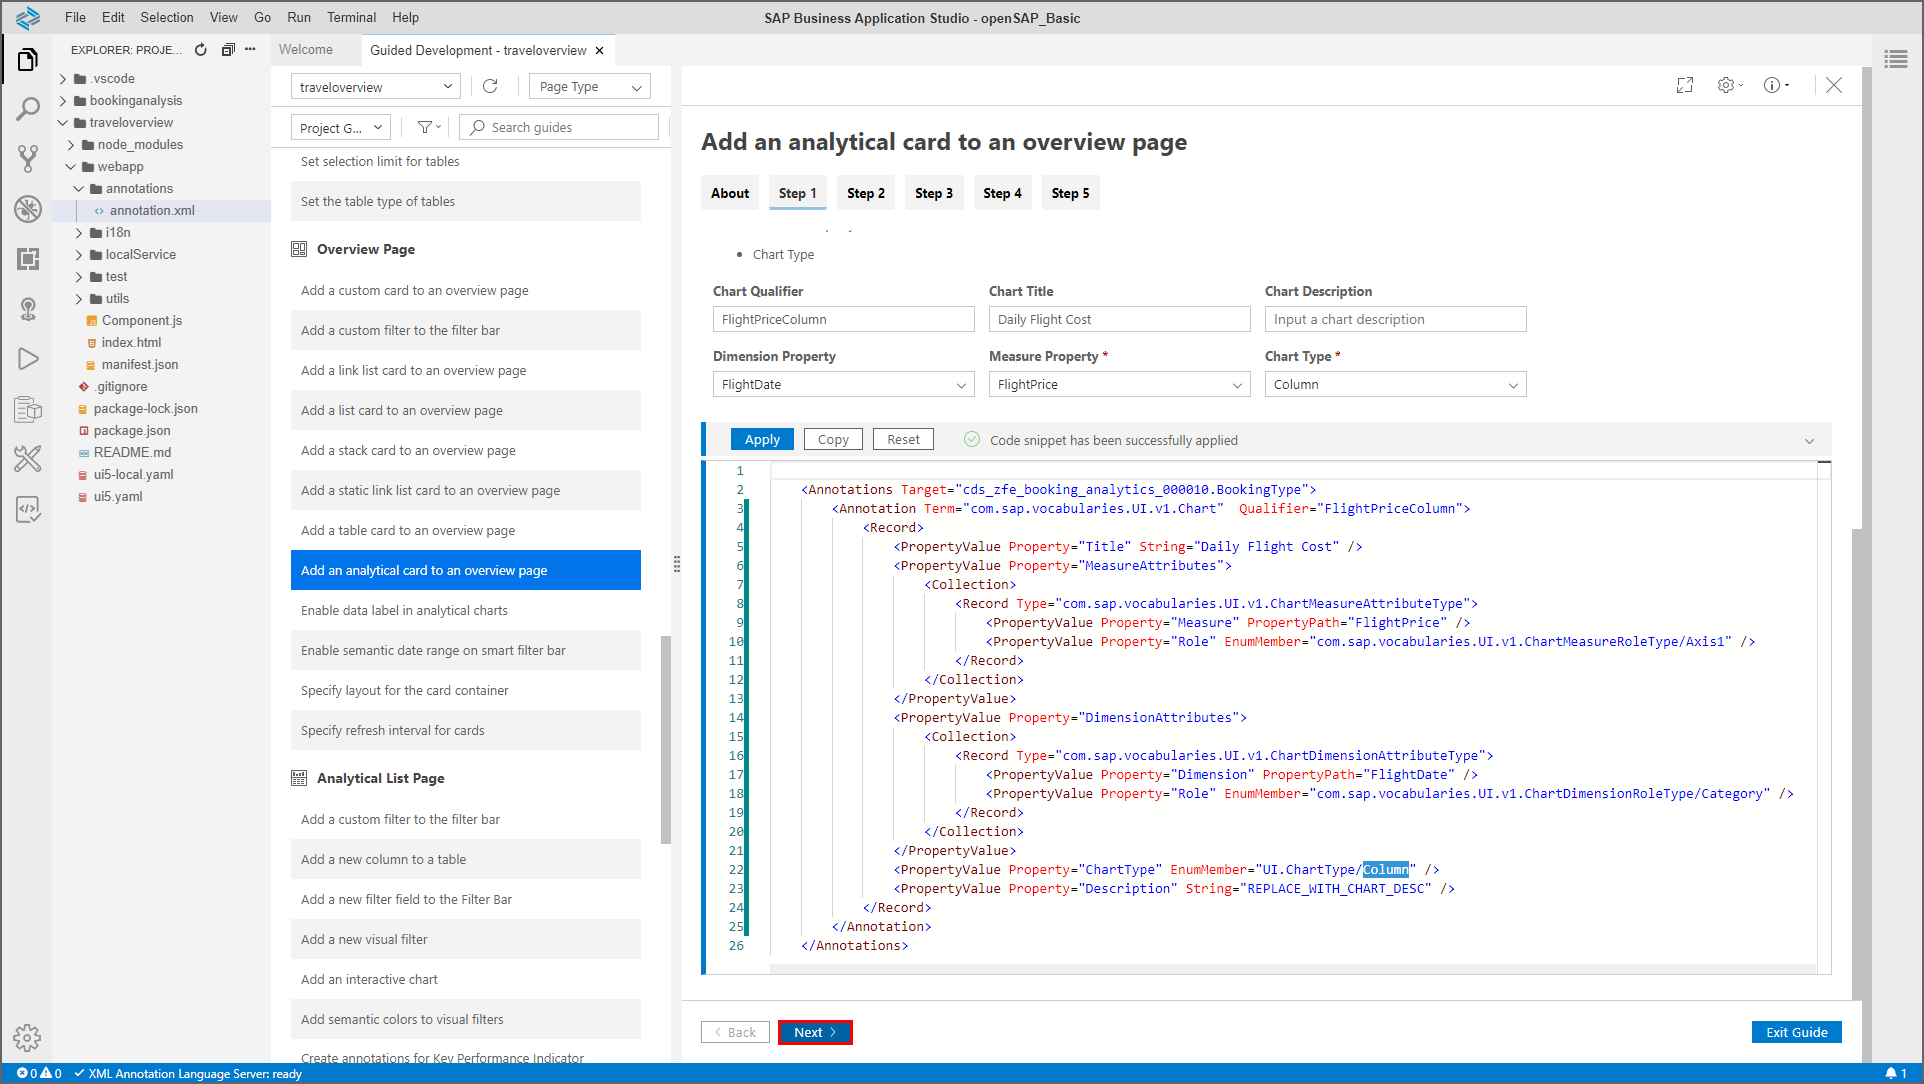 File Edit Selection View Go Run Terminal Help
SAP Business Application Studio - openSAP_Basic
EXPLORER: PROJE...
.vscode
bookinganalysis
traveloverview
node_modules
webapp
annotations
annotation.xml
i18n
localService
test
utils
Component.js
index.html
manifest.json
.gitignore
package-lock.json
package.json
README.md
ui5-local.yaml
ui5.yaml
Welcome
Guided Development - traveloverview
traveloverview
Page Type
Project G...
Search guides
Set selection limit for tables
Set the table type of tables
Overview Page
Add a custom card to an overview page
Add a custom filter to the filter bar
Add a link list card to an overview page
Add a list card to an overview page
Add a stack card to an overview page
Add a static link list card to an overview page
Add a table card to an overview page
Add an analytical card to an overview page
Enable data label in analytical charts
Enable semantic date range on smart filter bar
Specify layout for the card container
Specify refresh interval for cards
Analytical List Page
Add a custom filter to the filter bar
Add a new column to a table
Add a new filter field to the Filter Bar
Add a new visual filter
Add an interactive chart
Add semantic colors to visual filters
Create annotations for Key Performance Indicator
Add an analytical card to an overview page
About Step 1 Step 2 Step 3 Step 4 Step 5
• Chart Type
Chart Qualifier Chart Title Chart Description
FlightPriceColumn Daily Flight Cost Input a chart description
Dimension Property Measure Property * Chart Type *
FlightDate FlightPrice Column
Apply Copy Reset Code snippet has been successfully applied
1
2 <Annotations Target="cds_zfe_booking_analytics_000010.BookingType">
3 <Annotation Term="com.sap.vocabularies.UI.v1.Chart" Qualifier="FlightPriceColumn">
4 <Record>
5 <PropertyValue Property="Title" String="Daily Flight Cost" />
6 <PropertyValue Property="MeasureAttributes">
7 <Collection>
8 <Record Type="com.sap.vocabularies.UI.v1.ChartMeasureAttributeType">
9 <PropertyValue Property="Measure" PropertyPath="FlightPrice" />
10 <PropertyValue Property="Role" EnumMember="com.sap.vocabularies.UI.v1.ChartMeasureRoleType/Axis1" />
11 </Record>
12 </Collection>
13 </PropertyValue>
14 <PropertyValue Property="DimensionAttributes">
15 <Collection>
16 <Record Type="com.sap.vocabularies.UI.v1.ChartDimensionAttributeType">
17 <PropertyValue Property="Dimension" PropertyPath="FlightDate" />
18 <PropertyValue Property="Role" EnumMember="com.sap.vocabularies.UI.v1.ChartDimensionRoleType/Category" />
19 </Record>
20 </Collection>
21 </PropertyValue>
22 <PropertyValue Property="ChartType" EnumMember="UI.ChartType/Column" />
23 <PropertyValue Property="Description" String="REPLACE_WITH_CHART_DESC" />
24 </Record>
25 </Annotation>
26 </Annotations>
< Back Next > Exit Guide
0 0 XML Annotation Language Server: ready 1